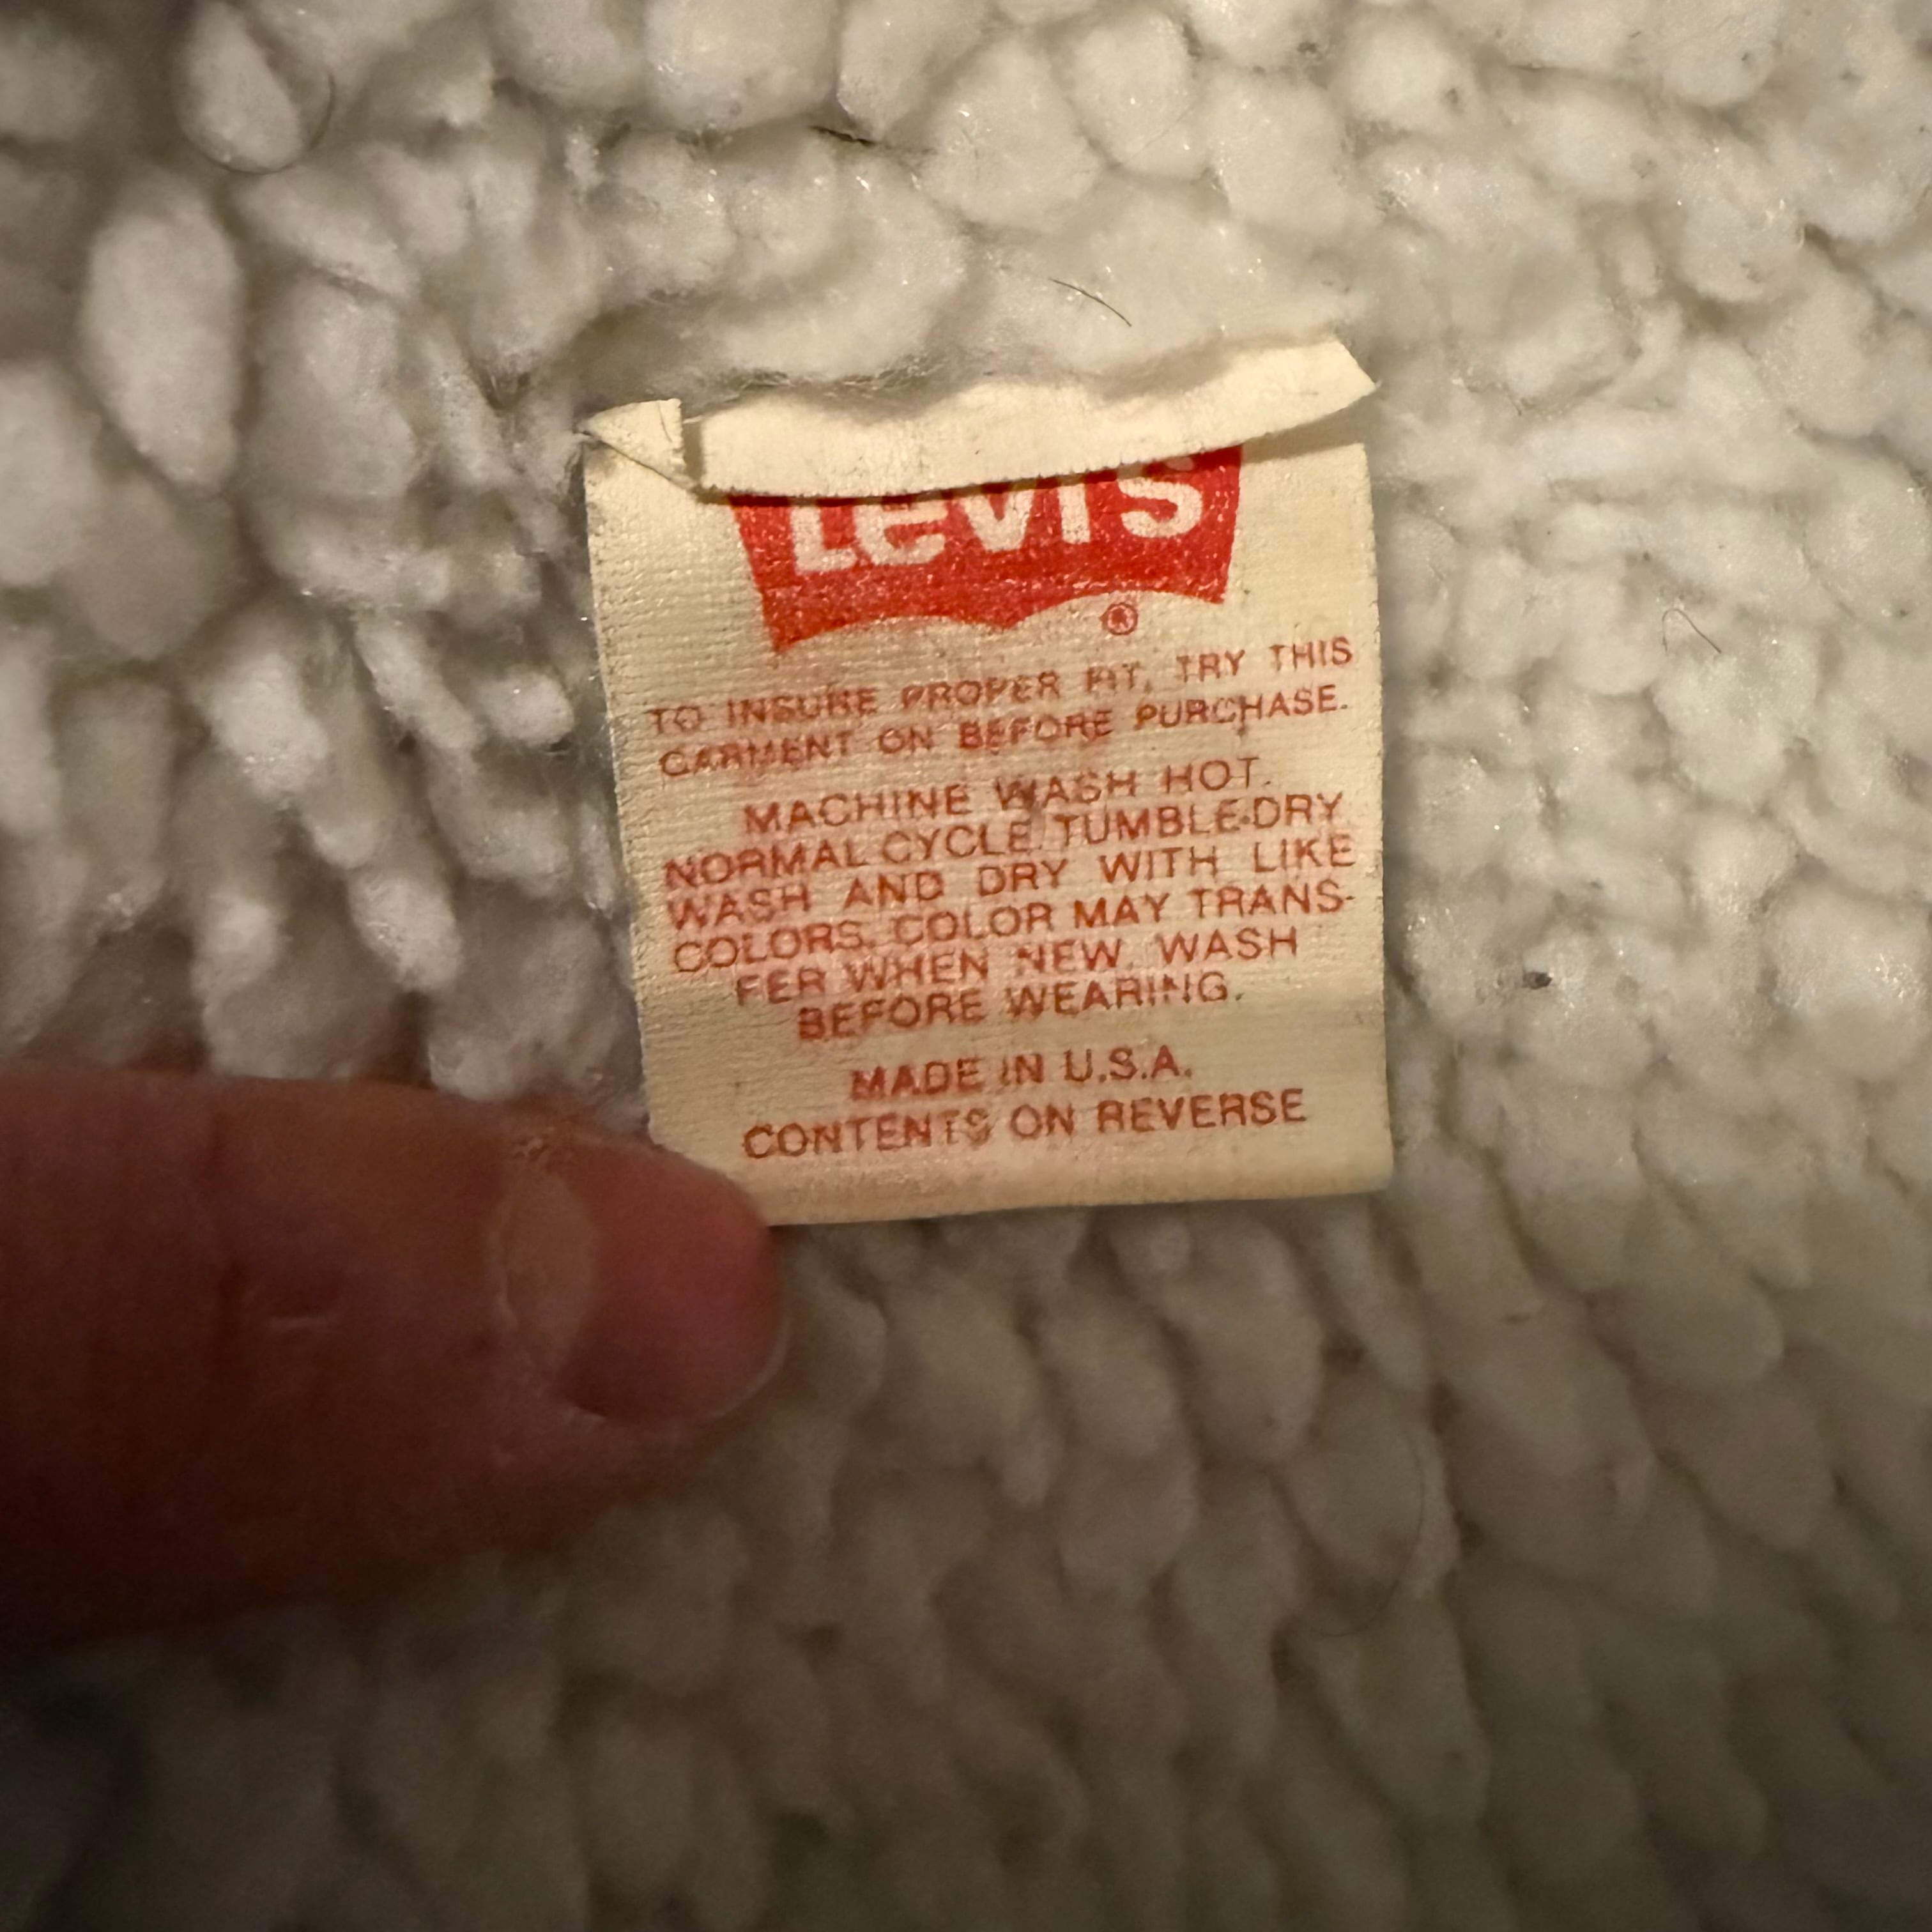 Levi's
®
TO INSURE PROPER FIT, TRY THIS
GARMENT ON BEFORE PURCHASE.
MACHINE WASH HOT.
NORMAL CYCLE. TUMBLE-DRY
WASH AND DRY WITH LIKE
COLORS. COLOR MAY TRANS-
FER WHEN NEW. WASH
BEFORE WEARING.
MADE IN U.S.A.
CONTENTS ON REVERSE